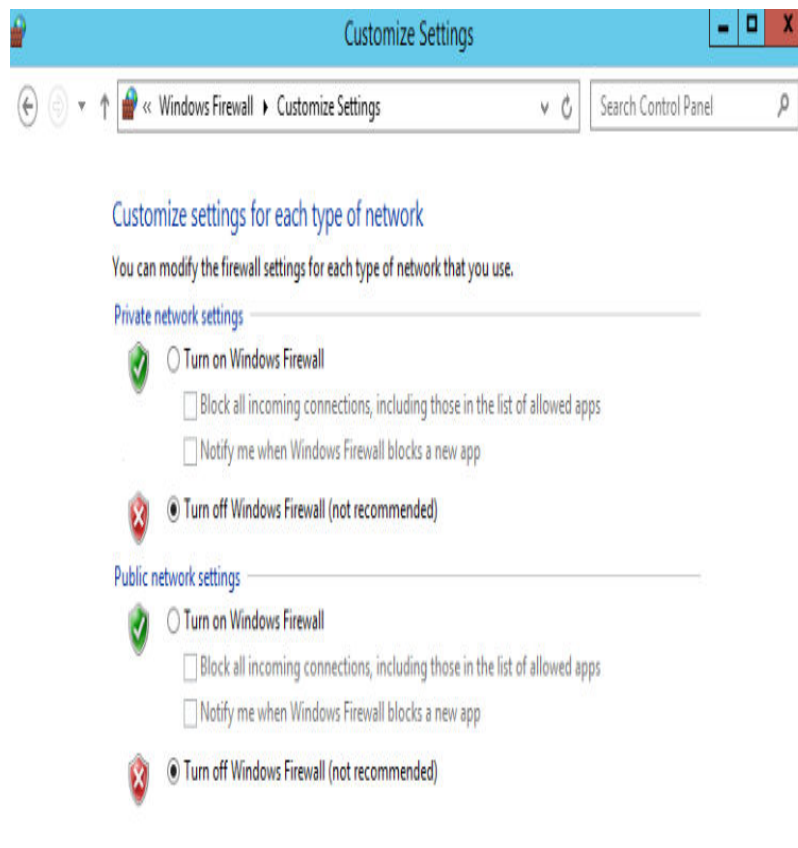 Customize Settings
« Windows Firewall Customize Settings
Search Control Panel
Customize settings for each type of network
You can modify the firewall settings for each type of network that you use.
Private network settings
Turn on Windows Firewall
Block all incoming connections, including those in the list of allowed apps
Notify me when Windows Firewall blocks a new app
Turn off Windows Firewall (not recommended)
Public network settings
Turn on Windows Firewall
Block all incoming connections, including those in the list of allowed apps
Notify me when Windows Firewall blocks a new app
Turn off Windows Firewall (not recommended)